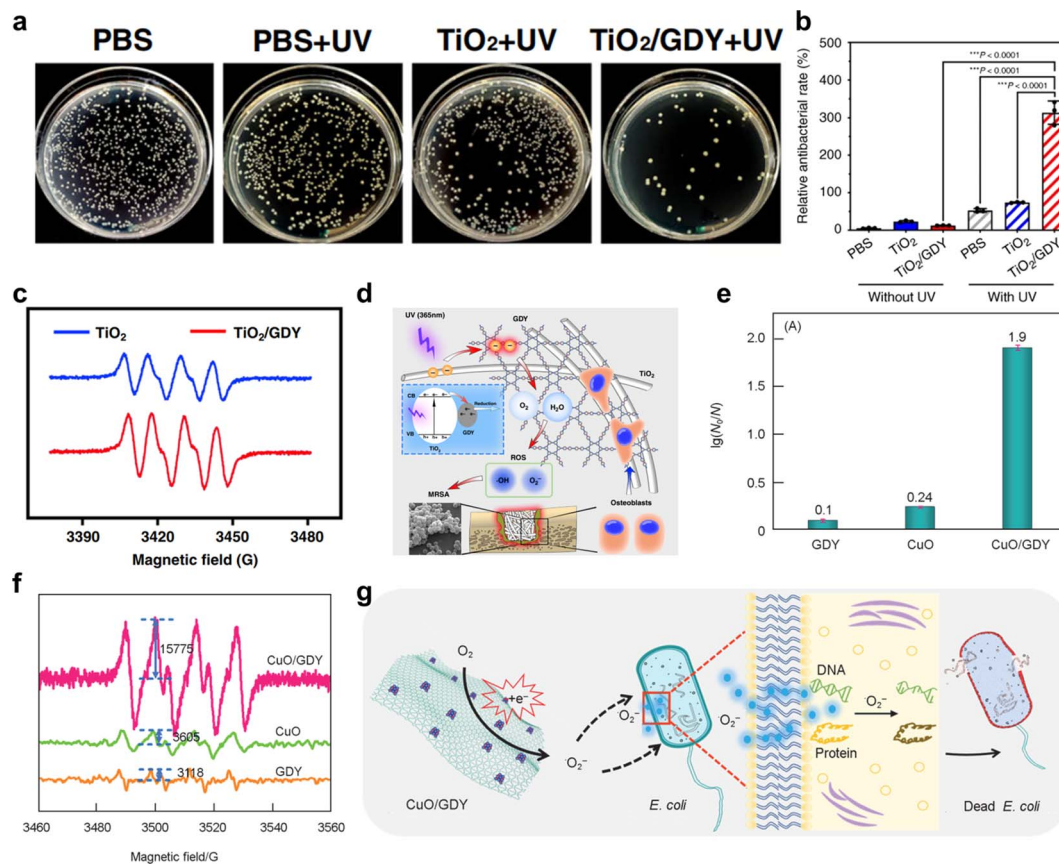 a
PBS
PBS+UV
TiO₂+UV
TiO₂/GDY+UV
b
Relative antibacterial rate (%)
500
400
300
200
100
0
***P < 0.0001
***P < 0.0001
***P < 0.0001
PBS
TiO₂
TiO₂/GDY
PBS
TiO₂
TiO₂/GDY
Without UV
With UV
c
TiO₂
TiO₂/GDY
3390
3420
3450
3480
Magnetic field (G)
d
UV (365nm)
GDY
TiO₂
CB
Reduction
GDY
VB
TiO₂
O₂
H₂O
ROS
·OH
O₂⁻
MRSA
Osteoblasts
e
(A)
lg(N₀/N)
2.0
1.5
1.0
0.5
0
0.1
0.24
1.9
GDY
CuO
CuO/GDY
f
15775
CuO/GDY
3605
CuO
3118
GDY
3460
3480
3500
3520
3540
3560
Magnetic field/G
g
O₂
+e⁻
·O₂⁻
CuO/GDY
O₂⁻
E. coli
·O₂⁻
DNA
·O₂⁻
Protein
Dead E. coli